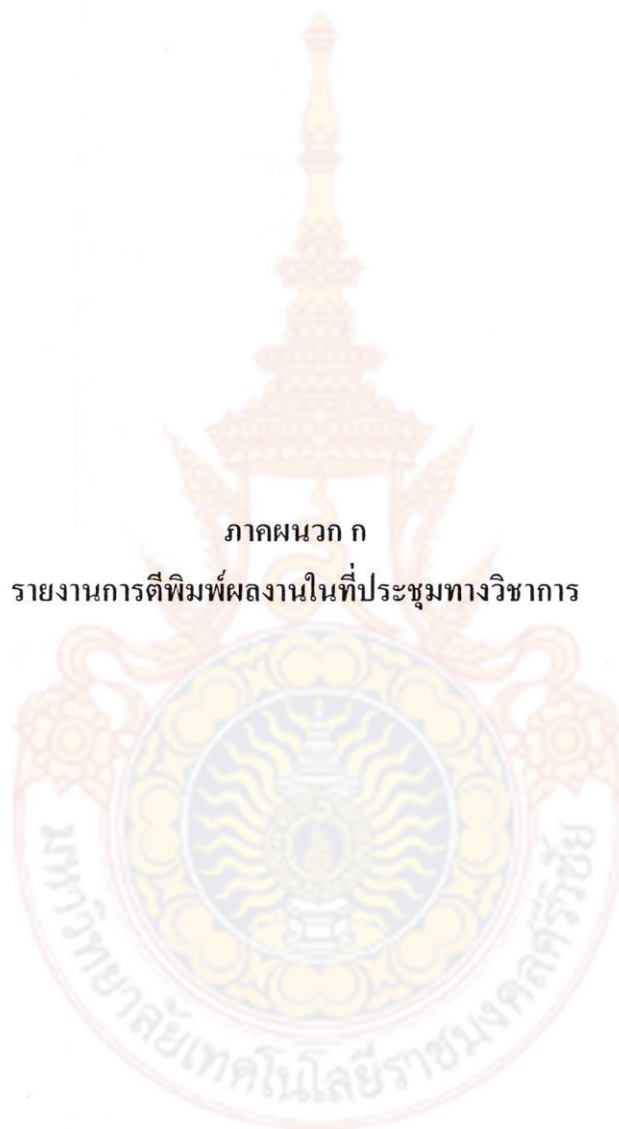 ภาคผนวก ก
รายงานการตีพิมพ์ผลงานในที่ประชุมทางวิชาการ
มหาวิทยาลัยเทคโนโลยีราชมงคลศรีวิชัย